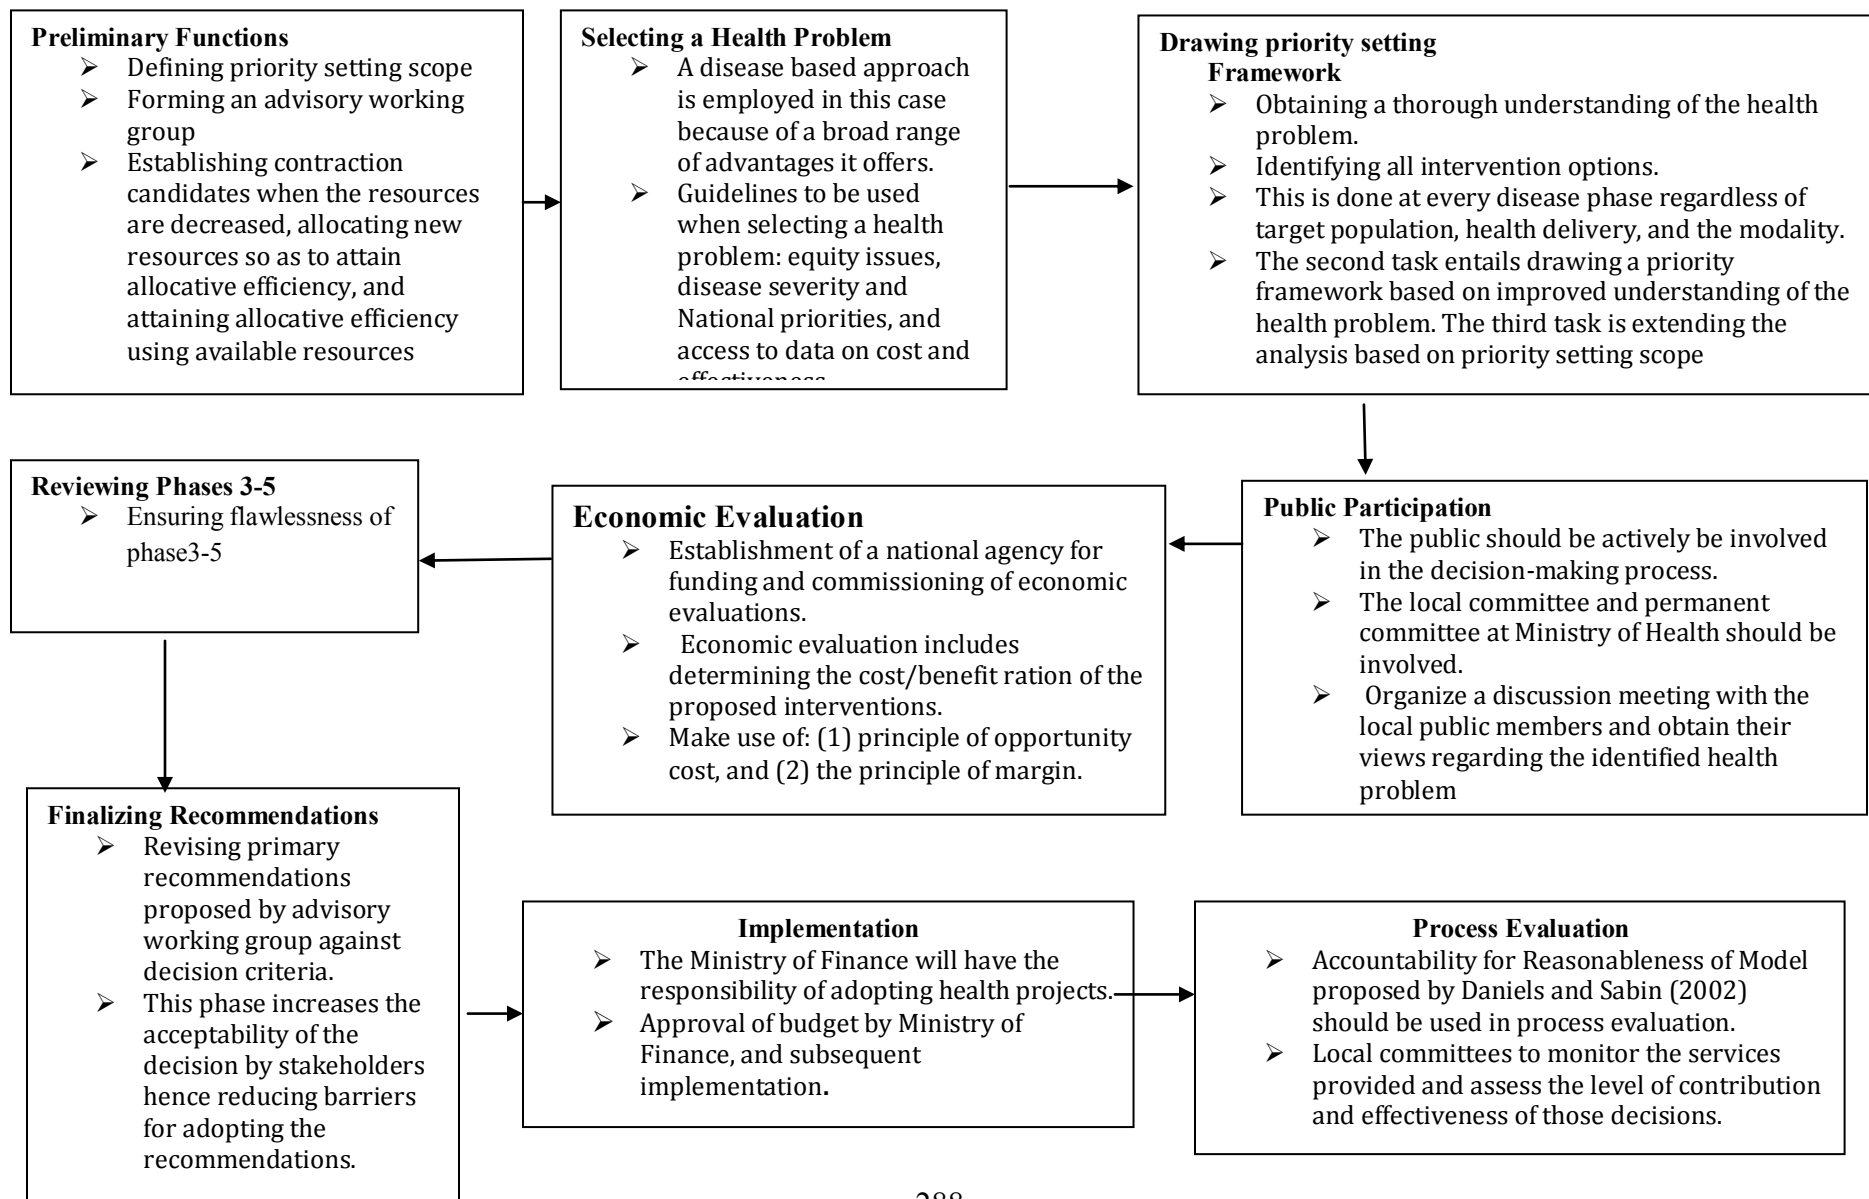 Preliminary Functions
➢ Defining priority setting scope
➢ Forming an advisory working
group
➢ Establishing contraction
candidates when the resources
are decreased, allocating new
resources so as to attain
allocative efficiency, and
attaining allocative efficiency
using available resources
Selecting a Health Problem
➢ A disease based approach
is employed in this case
because of a broad range
of advantages it offers.
➢ Guidelines to be used
when selecting a health
problem: equity issues,
disease severity and
National priorities, and
access to data on cost and
effectiveness
Drawing priority setting
Framework
➢ Obtaining a thorough understanding of the health
problem.
➢ Identifying all intervention options.
➢ This is done at every disease phase regardless of
target population, health delivery, and the modality.
➢ The second task entails drawing a priority
framework based on improved understanding of the
health problem. The third task is extending the
analysis based on priority setting scope
Public Participation
➢ The public should be actively be involved
in the decision-making process.
➢ The local committee and permanent
committee at Ministry of Health should be
involved.
➢ Organize a discussion meeting with the
local public members and obtain their
views regarding the identified health
problem
Economic Evaluation
➢ Establishment of a national agency for
funding and commissioning of economic
evaluations.
➢ Economic evaluation includes
determining the cost/benefit ration of the
proposed interventions.
➢ Make use of: (1) principle of opportunity
cost, and (2) the principle of margin.
Reviewing Phases 3-5
➢ Ensuring flawlessness of
phase3-5
Finalizing Recommendations
➢ Revising primary
recommendations
proposed by advisory
working group against
decision criteria.
➢ This phase increases the
acceptability of the
decision by stakeholders
hence reducing barriers
for adopting the
recommendations.
Implementation
➢ The Ministry of Finance will have the
responsibility of adopting health projects.
➢ Approval of budget by Ministry of
Finance, and subsequent
implementation.
Process Evaluation
➢ Accountability for Reasonableness of Model
proposed by Daniels and Sabin (2002)
should be used in process evaluation.
➢ Local committees to monitor the services
provided and assess the level of contribution
and effectiveness of those decisions.